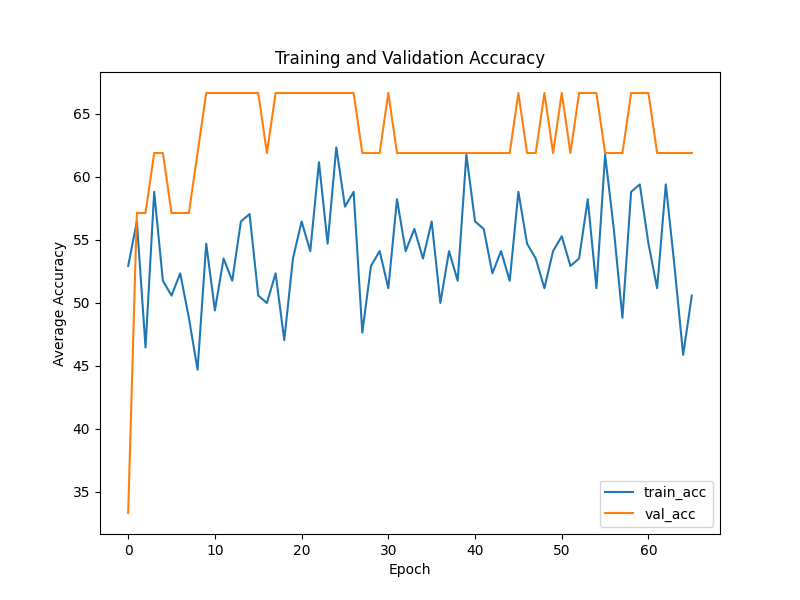 Training and Validation Accuracy
Average Accuracy
65
60
55
50
45
40
35
train_acc
val_acc
0 10 20 30 40 50 60
Epoch